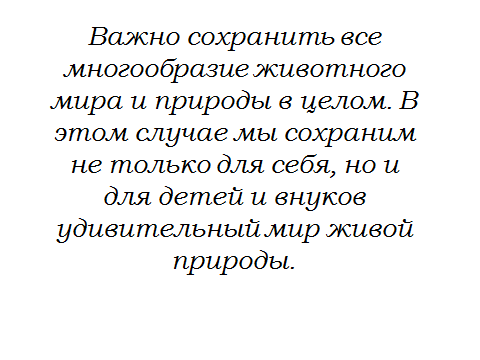 Важно сохранить все
многообразие животного
мира и природы в целом. В
этом случае мы сохраним
не только для себя, но и
для детей и внуков
удивительный мир живой
природы.